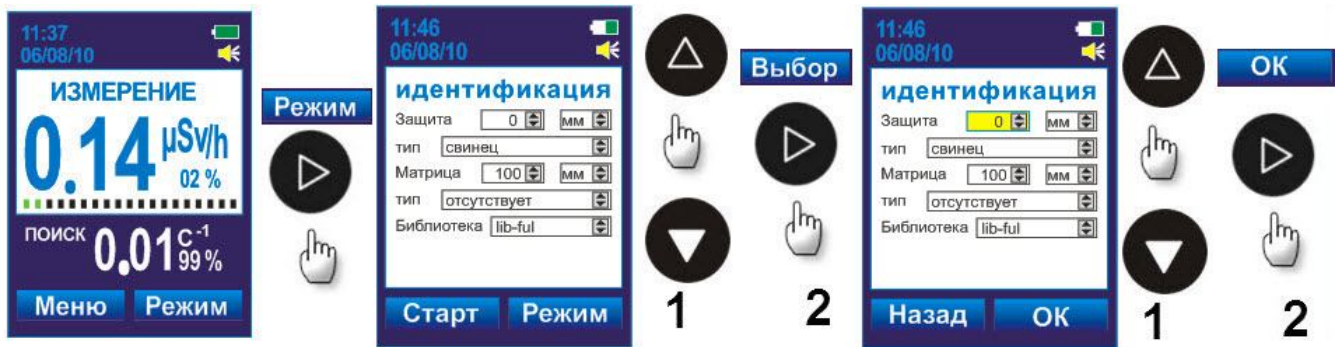 11:37
06/08/10
ИЗМЕРЕНИЕ
0.14 µSv/h
02 %
ПОИСК 0.01 С⁻¹
99 %
Меню Режим
Режим
11:46
06/08/10
идентификация
Защита 0 мм
тип свинец
Матрица 100 мм
тип отсутствует
Библиотека lib-ful
Старт Режим
1
Выбор
2
11:46
06/08/10
идентификация
Защита 0 мм
тип свинец
Матрица 100 мм
тип отсутствует
Библиотека lib-ful
Назад ОК
1
ОК
2